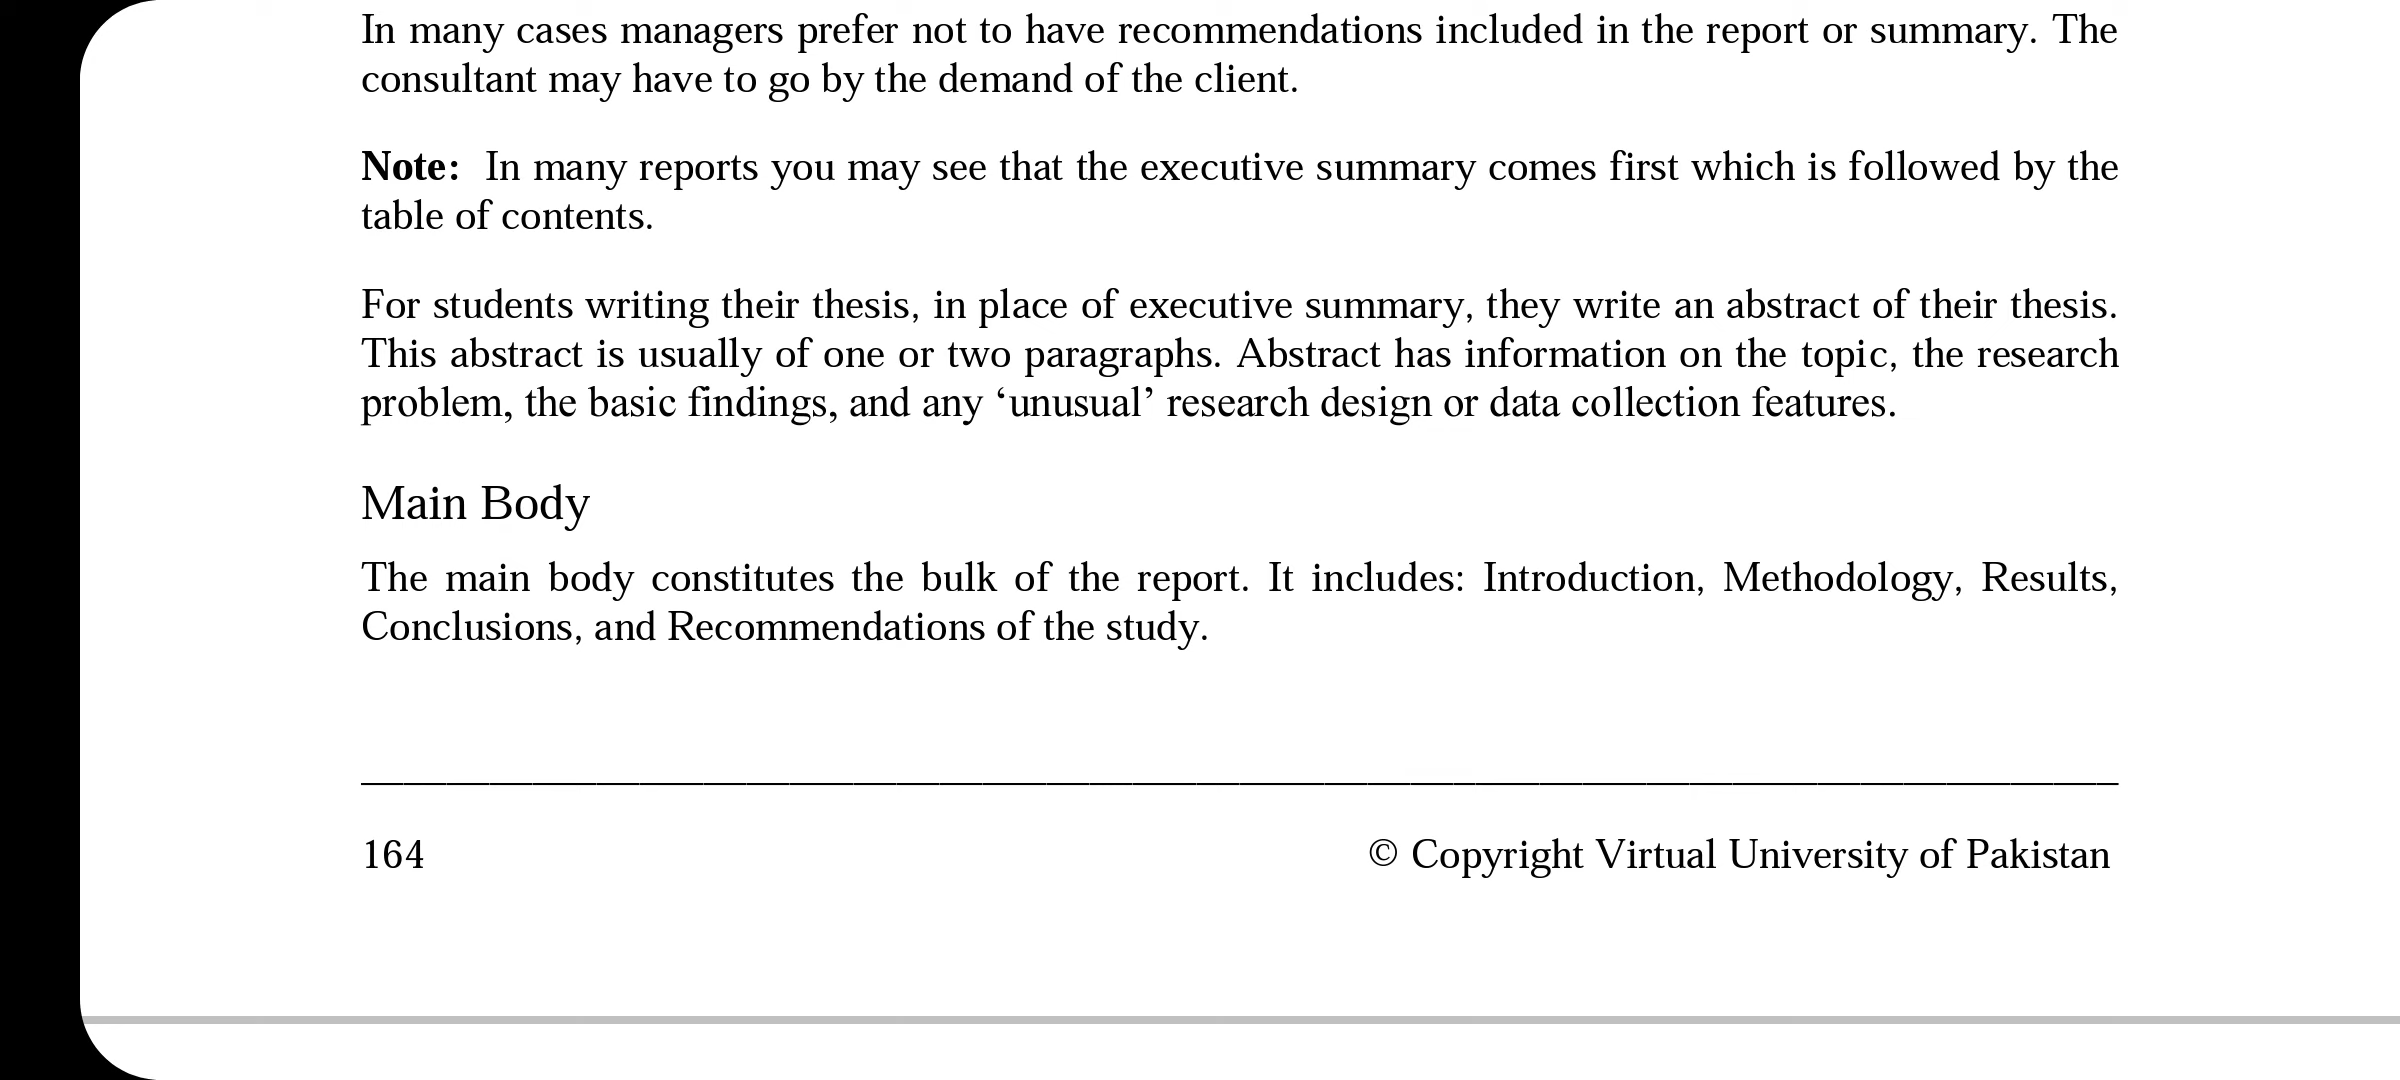 In many cases managers prefer not to have recommendations included in the report or summary. The
consultant may have to go by the demand of the client.
Note: In many reports you may see that the executive summary comes first which is followed by the
table of contents.
For students writing their thesis, in place of executive summary, they write an abstract of their thesis.
This abstract is usually of one or two paragraphs. Abstract has information on the topic, the research
problem, the basic findings, and any ‘unusual’ research design or data collection features.
Main Body
The main body constitutes the bulk of the report. It includes: Introduction, Methodology, Results,
Conclusions, and Recommendations of the study.
164 © Copyright Virtual University of Pakistan